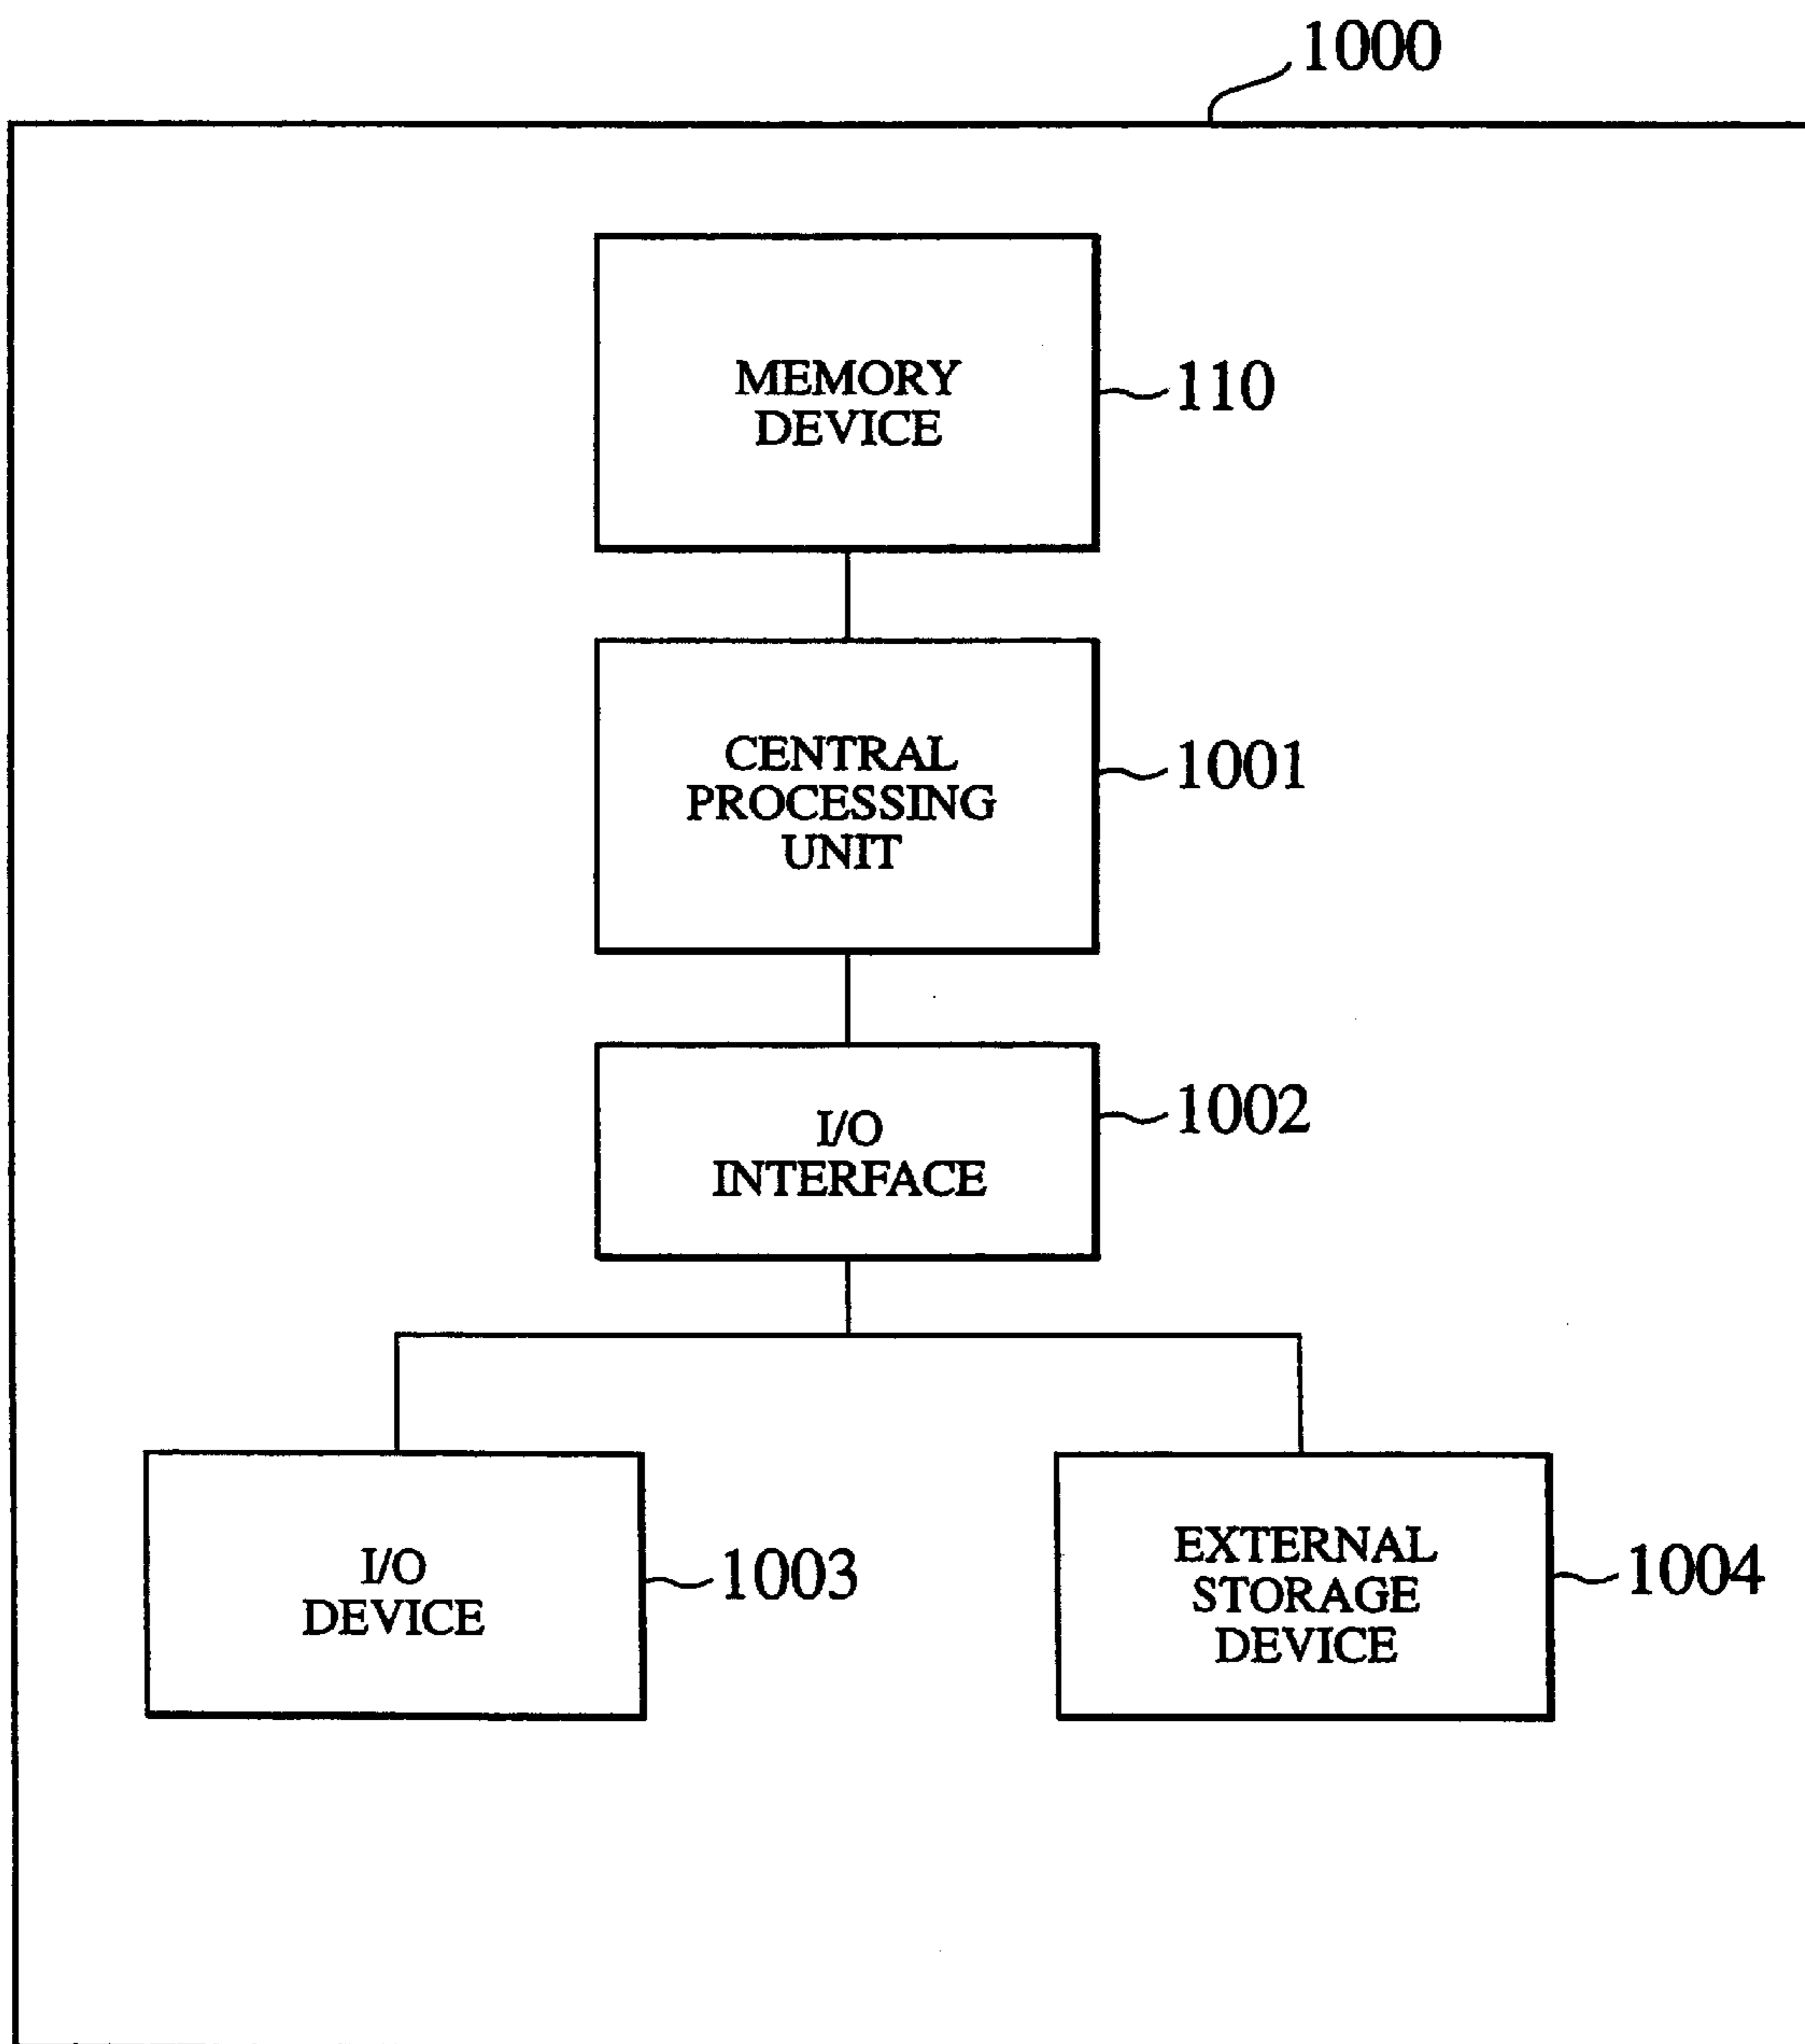 1000
MEMORY
DEVICE
110
CENTRAL
PROCESSING
UNIT
1001
I/O
INTERFACE
1002
I/O
DEVICE
1003
EXTERNAL
STORAGE
DEVICE
1004